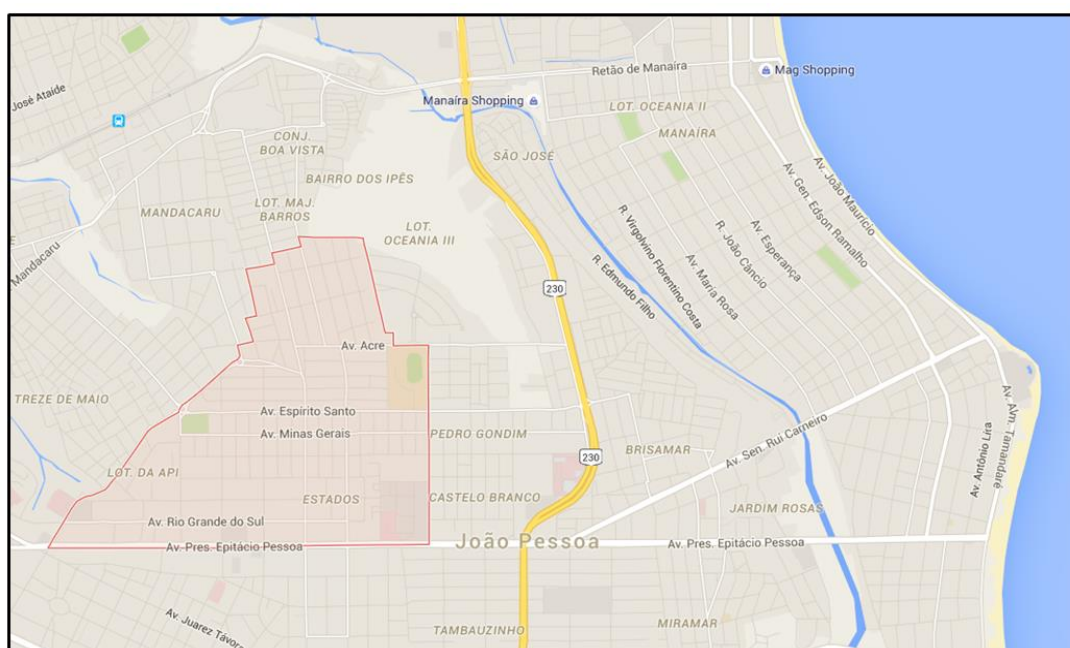 José Ataíde
Retão de Manaíra
Mag Shopping
Manaíra Shopping
LOT. OCEANIA II
MANAÍRA
CONJ.
BOA VISTA
SÃO JOSÉ
BAIRRO DOS IPÊS
Av. João Maurício
Av. Gen. Edson Ramalho
LOT. MAJ.
BARROS
MANDACARU
LOT.
OCEANIA III
Av. Esperança
R. João Câncio
R. Virgolvino Florentino Costa
Av. Maria Rosa
R. Edmundo Filho
Mandacaru
230
Av. Acre
TREZE DE MAIO
Av. Espírito Santo
Av. Minas Gerais
PEDRO GONDIM
BRISAMAR
230
Av. Sen. Rui Carneiro
Av. Alm. Tamandaré
Av. Antônio Lira
LOT. DA API
ESTADOS
CASTELO BRANCO
JARDIM ROSAS
Av. Rio Grande do Sul
Av. Pres. Epitácio Pessoa
João Pessoa
Av. Pres. Epitácio Pessoa
Av. Juarez Távor
TAMBAUZINHO
MIRAMAR